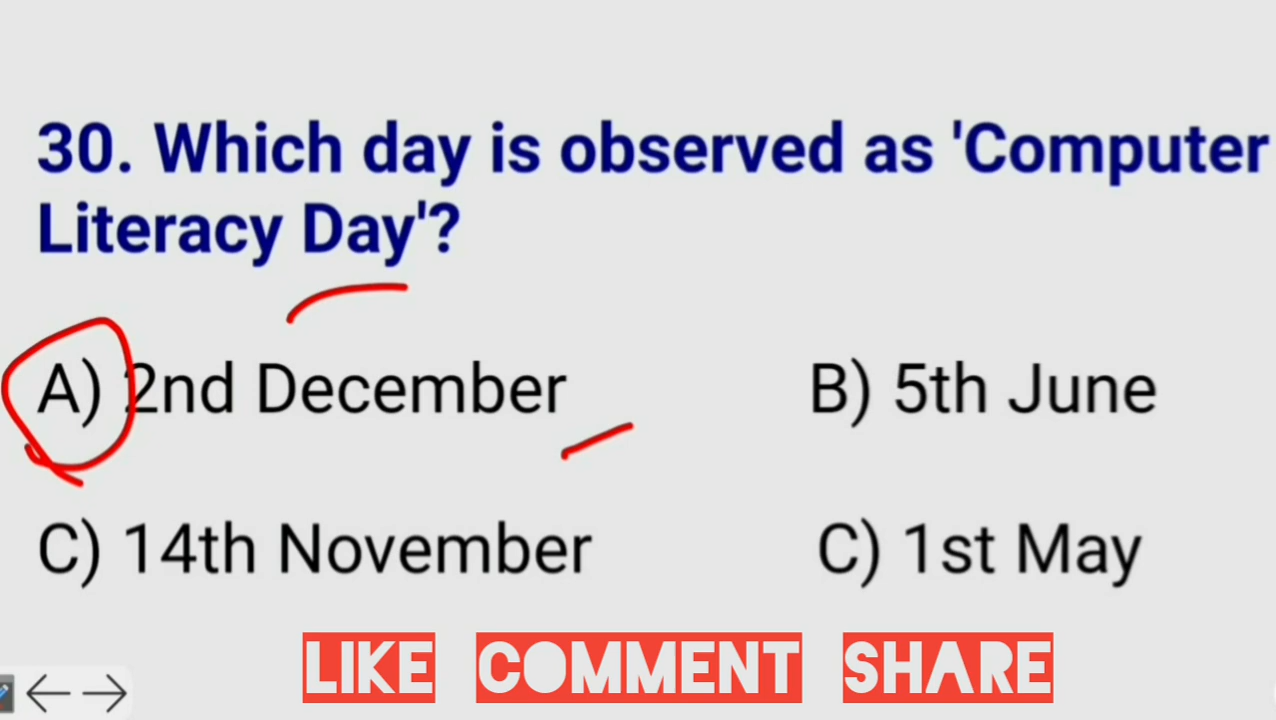 30. Which day is observed as 'Computer
Literacy Day'?
A) 2nd December B) 5th June
C) 14th November C) 1st May
LIKE COMMENT SHARE